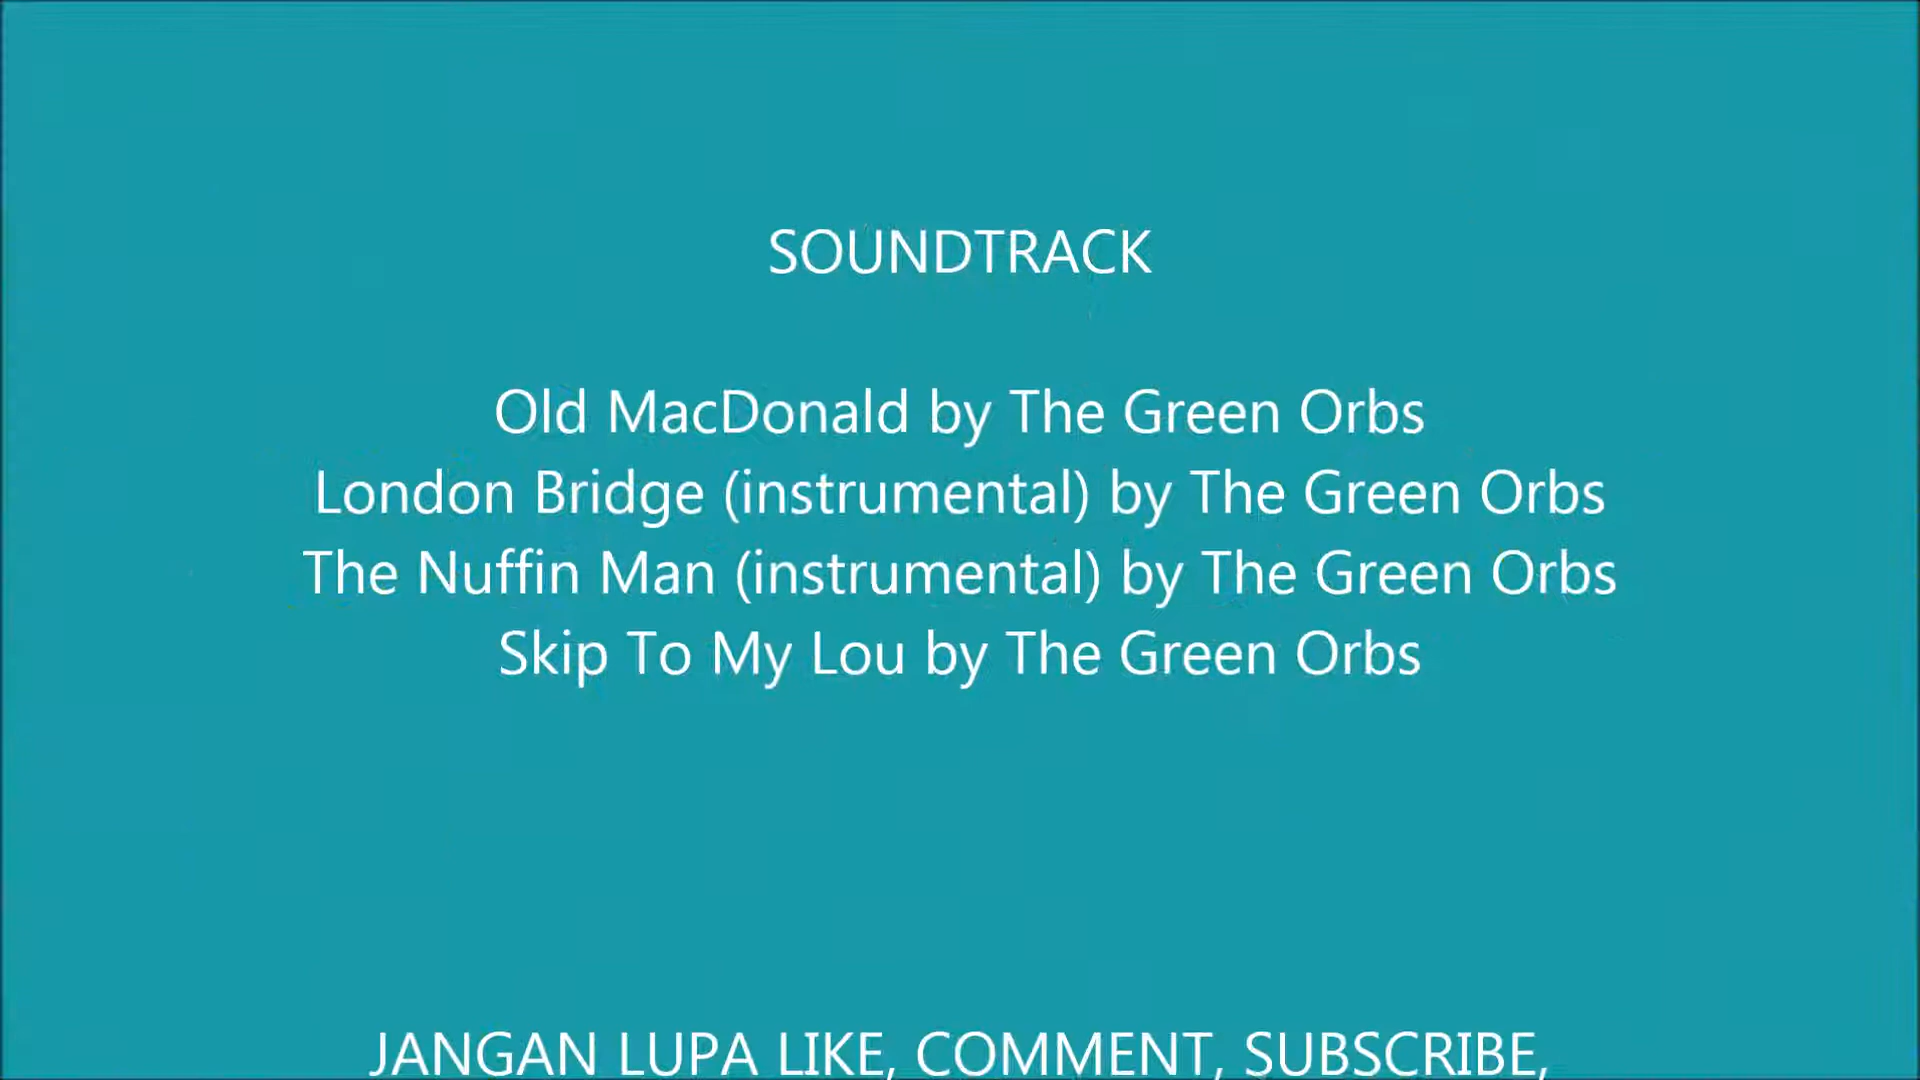 SOUNDTRACK
Old MacDonald by The Green Orbs
London Bridge (instrumental) by The Green Orbs
The Nuffin Man (instrumental) by The Green Orbs
Skip To My Lou by The Green Orbs
JANGAN LUPA LIKE, COMMENT, SUBSCRIBE,